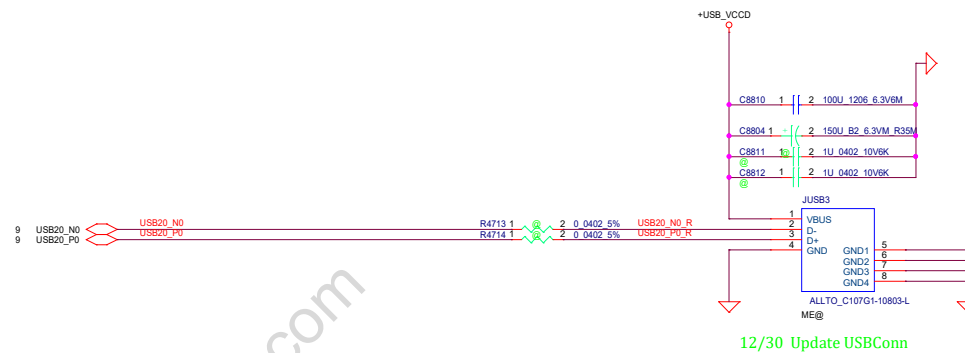 +USB_VCCD
C8810 1 2 100U_1206_6.3V6M
C8804 1 + 2 150U_B2_6.3VM_R35M
C8811 1 @ 2 1U_0402_10V6K
@
C8812 1 2 1U_0402_10V6K
@
JUSB3
9 USB20_N0 USB20_N0 R4713 1 @ 2 0_0402_5% USB20_N0_R
9 USB20_P0 USB20_P0 R4714 1 @ 2 0_0402_5% USB20_P0_R
1 VBUS
2 D-
3 D+
4 GND
GND1 5
GND2 6
GND3 7
GND4 8
ALLTO_C107G1-10803-L
ME@
12/30 Update USBConn
.com